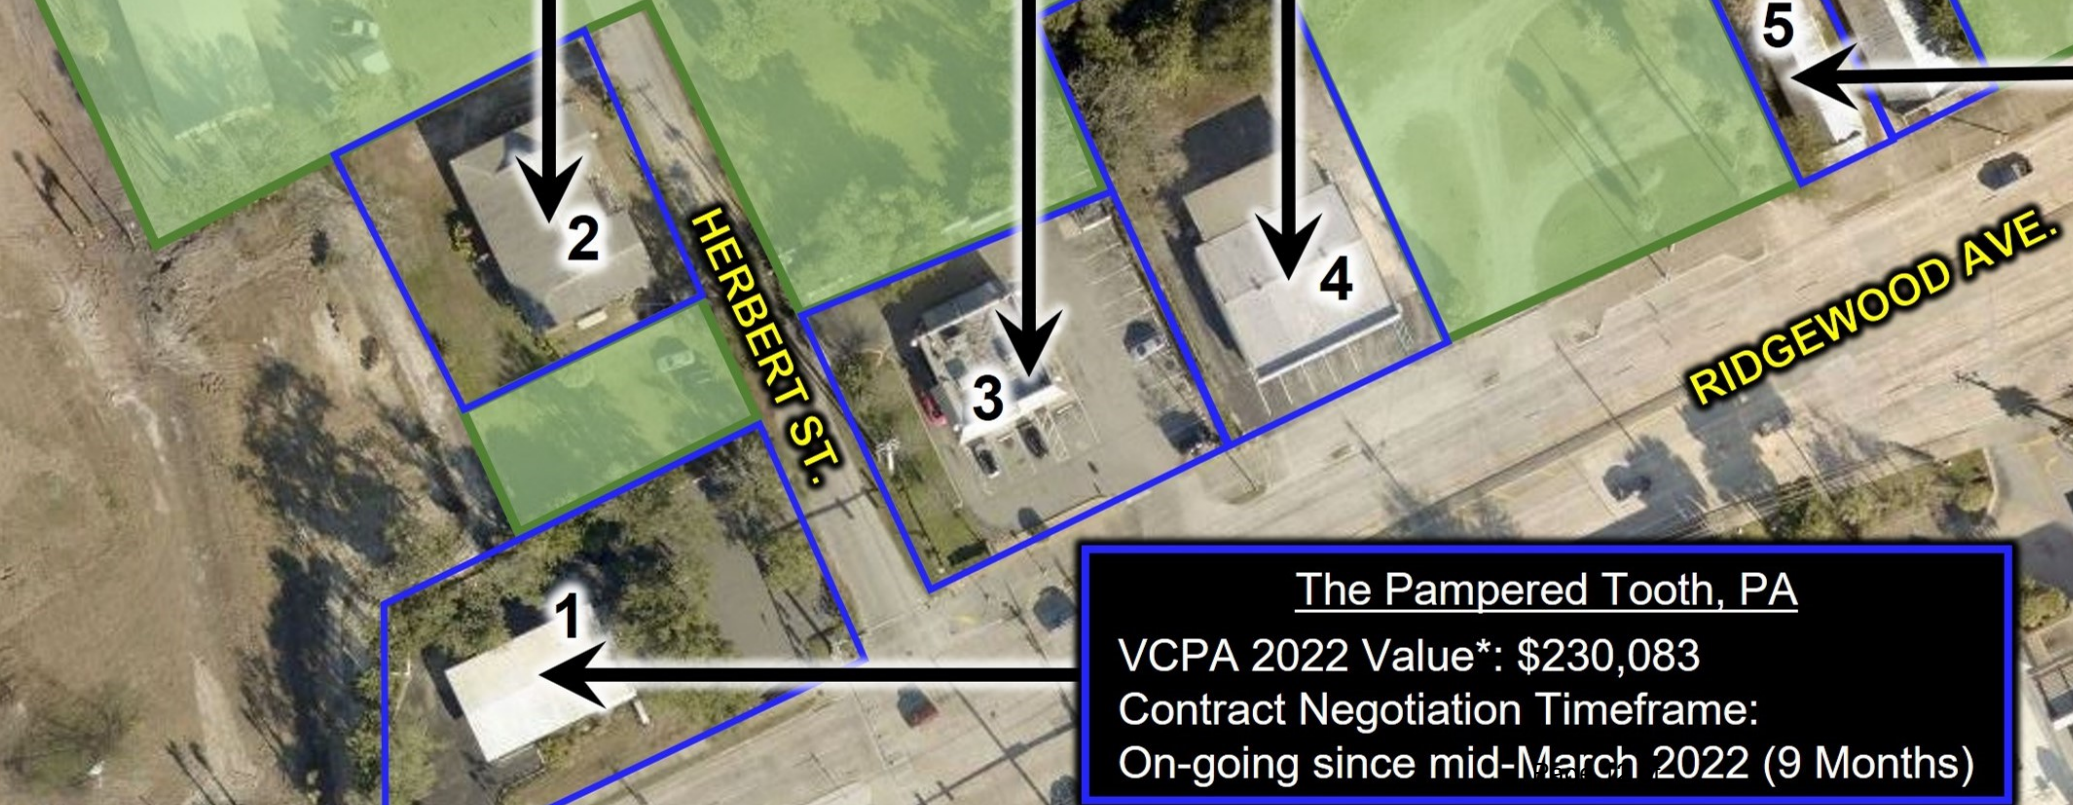 5
2
HERBERT ST.
4
3
RIDGEWOOD AVE.
1
The Pampered Tooth, PA
VCPA 2022 Value*: $230,083
Contract Negotiation Timeframe:
On-going since mid-March 2022 (9 Months)